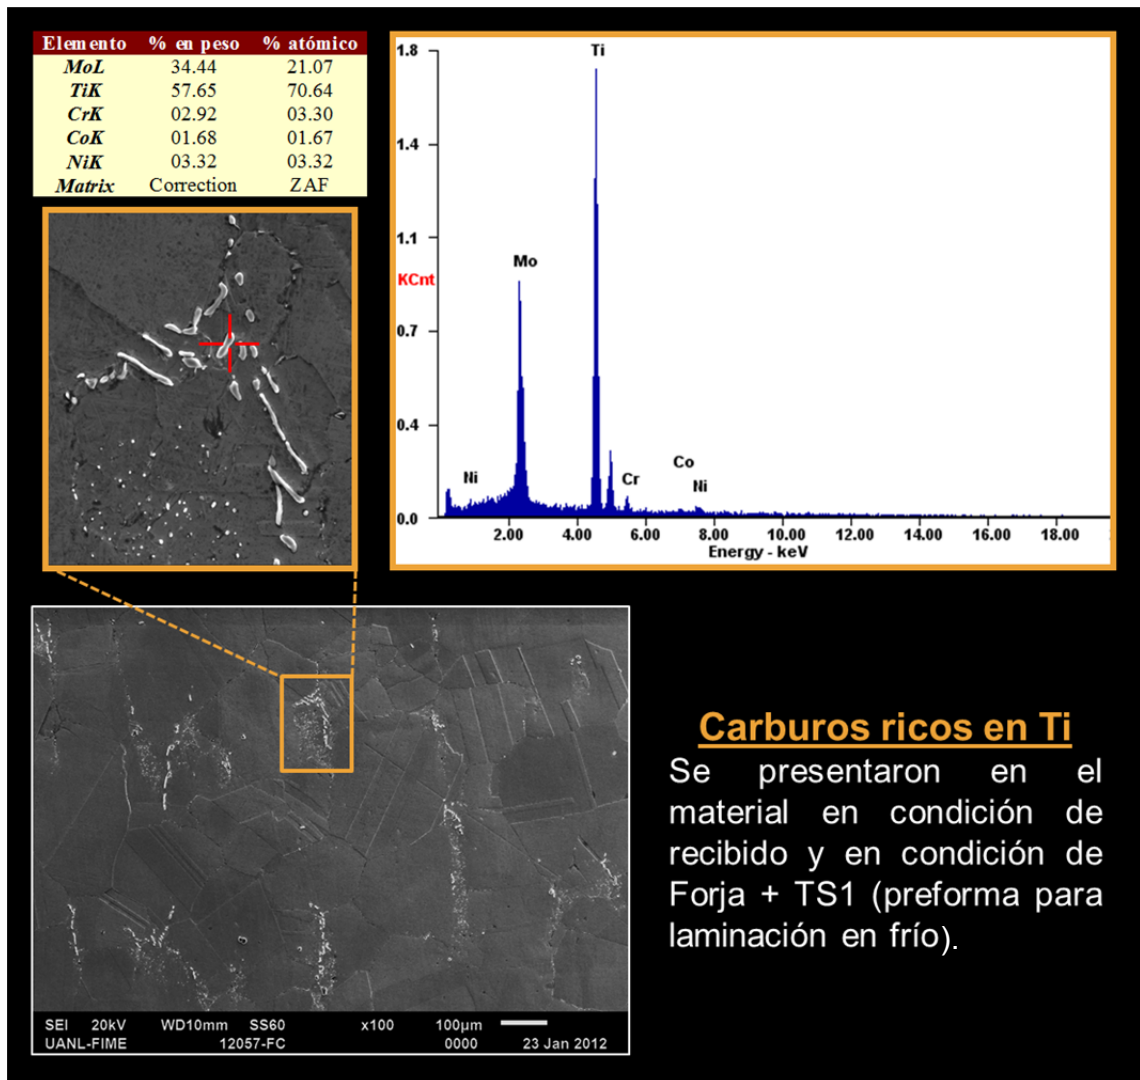 Elemento % en peso % atómico
MoL 34.44 21.07
TiK 57.65 70.64
CrK 02.92 03.30
CoK 01.68 01.67
NiK 03.32 03.32
Matrix Correction ZAF
1.8
1.4
1.1
KCnt
0.7
0.4
0.0
Ti
Mo
Ni
Cr
Co
Ni
2.00 4.00 6.00 8.00 10.00 12.00 14.00 16.00 18.00
Energy - keV
Carburos ricos en Ti
Se presentaron en el
material en condición de
recibido y en condición de
Forja + TS1 (preforma para
laminación en frío).
SEI 20kV WD10mm SS60 x100 100µm
UANL-FIME 12057-FC 0000 23 Jan 2012